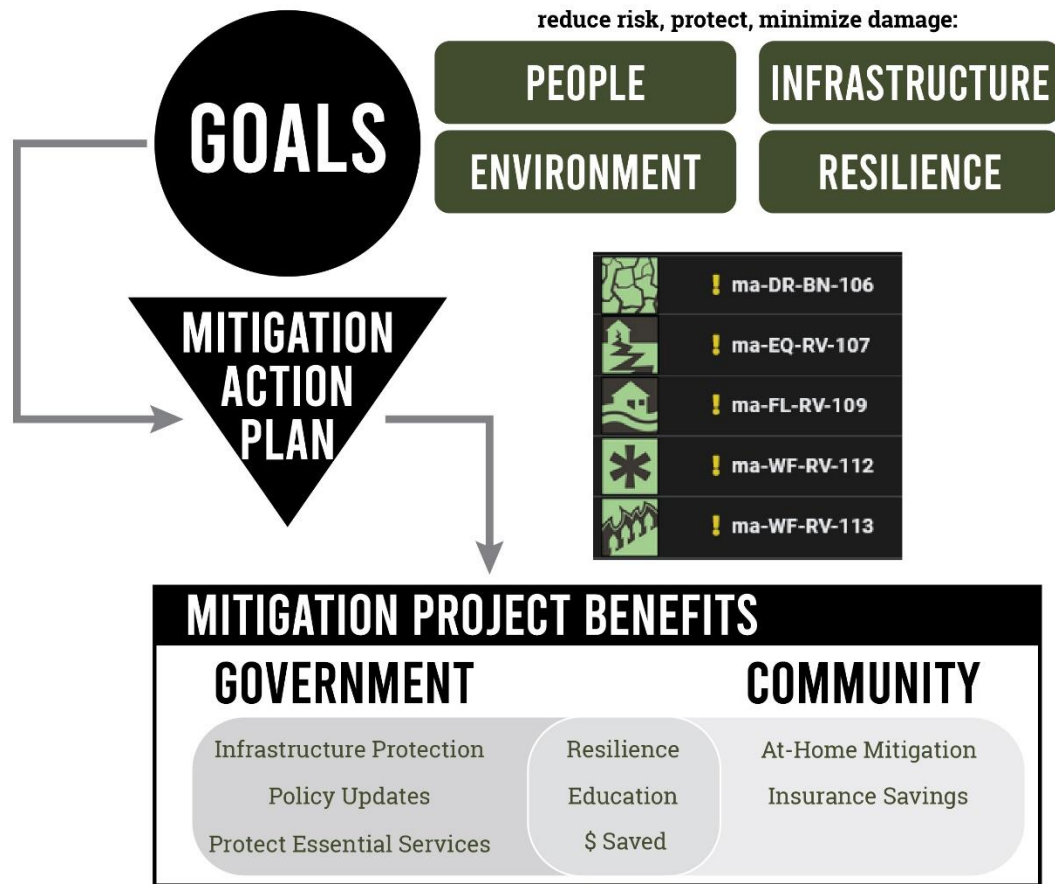 reduce risk, protect, minimize damage:
GOALS
PEOPLE
INFRASTRUCTURE
ENVIRONMENT
RESILIENCE
MITIGATION
ACTION
PLAN
! ma-DR-BN-106
! ma-EQ-RV-107
! ma-FL-RV-109
! ma-WF-RV-112
! ma-WF-RV-113
MITIGATION PROJECT BENEFITS
GOVERNMENT
COMMUNITY
Infrastructure Protection
Policy Updates
Protect Essential Services
Resilience
Education
$ Saved
At-Home Mitigation
Insurance Savings